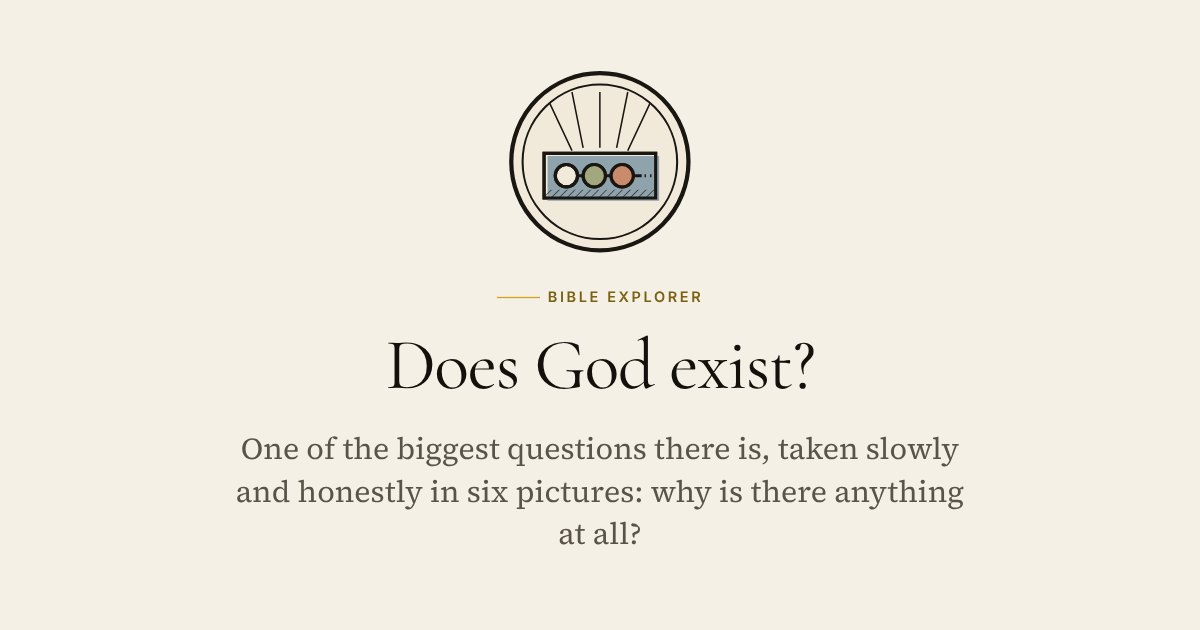 BIBLE EXPLORER
Does God exist?
One of the biggest questions there is, taken slowly
and honestly in six pictures: why is there anything
at all?